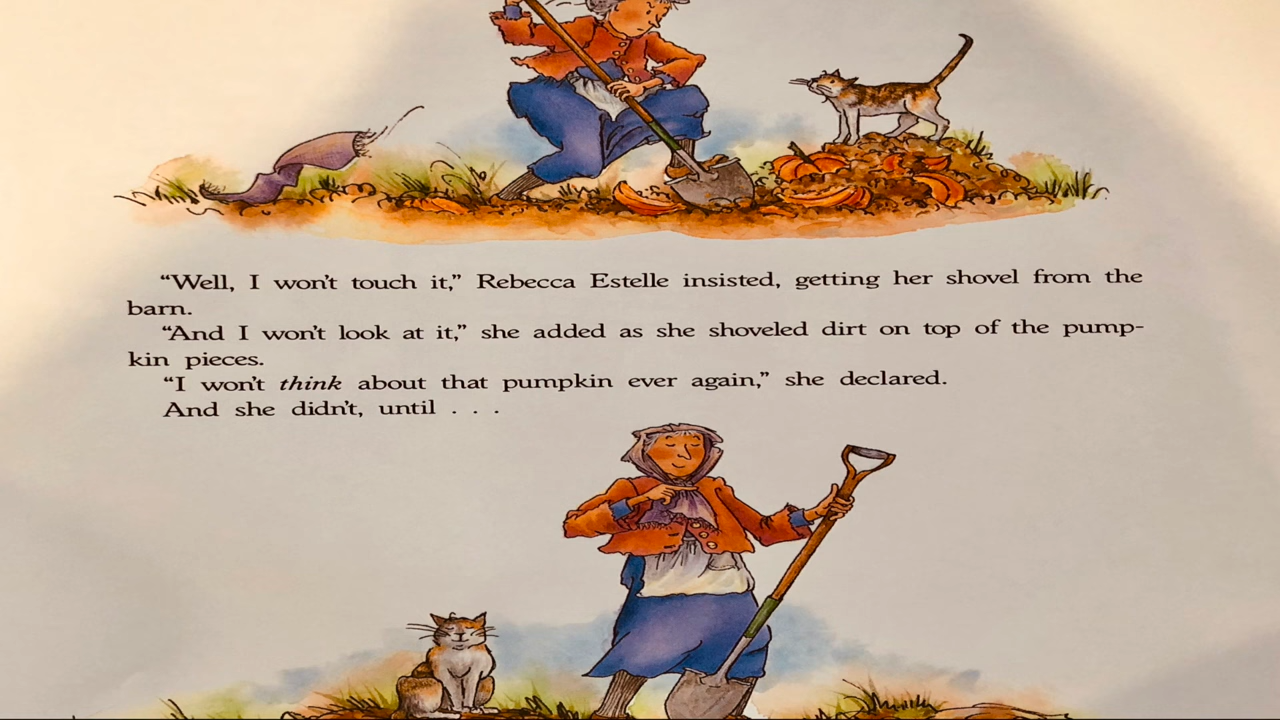 “Well, I won’t touch it,” Rebecca Estelle insisted, getting her shovel from the
barn.
“And I won’t look at it,” she added as she shoveled dirt on top of the pump-
kin pieces.
“I won’t think about that pumpkin ever again,” she declared.
And she didn’t, until . . .